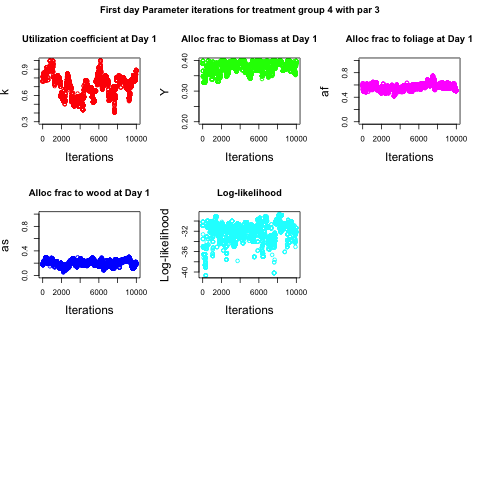 First day Parameter iterations for treatment group 4 with par 3
Utilization coefficient at Day 1
k
0.3 0.6 0.9
0 2000 6000 10000
Iterations
Alloc frac to Biomass at Day 1
Y
0.20 0.30 0.40
0 2000 6000 10000
Iterations
Alloc frac to foliage at Day 1
af
0.0 0.4 0.8
0 2000 6000 10000
Iterations
Alloc frac to wood at Day 1
as
0.0 0.4 0.8
0 2000 6000 10000
Iterations
Log-likelihood
Log-likelihood
-40 -36 -32
0 2000 6000 10000
Iterations